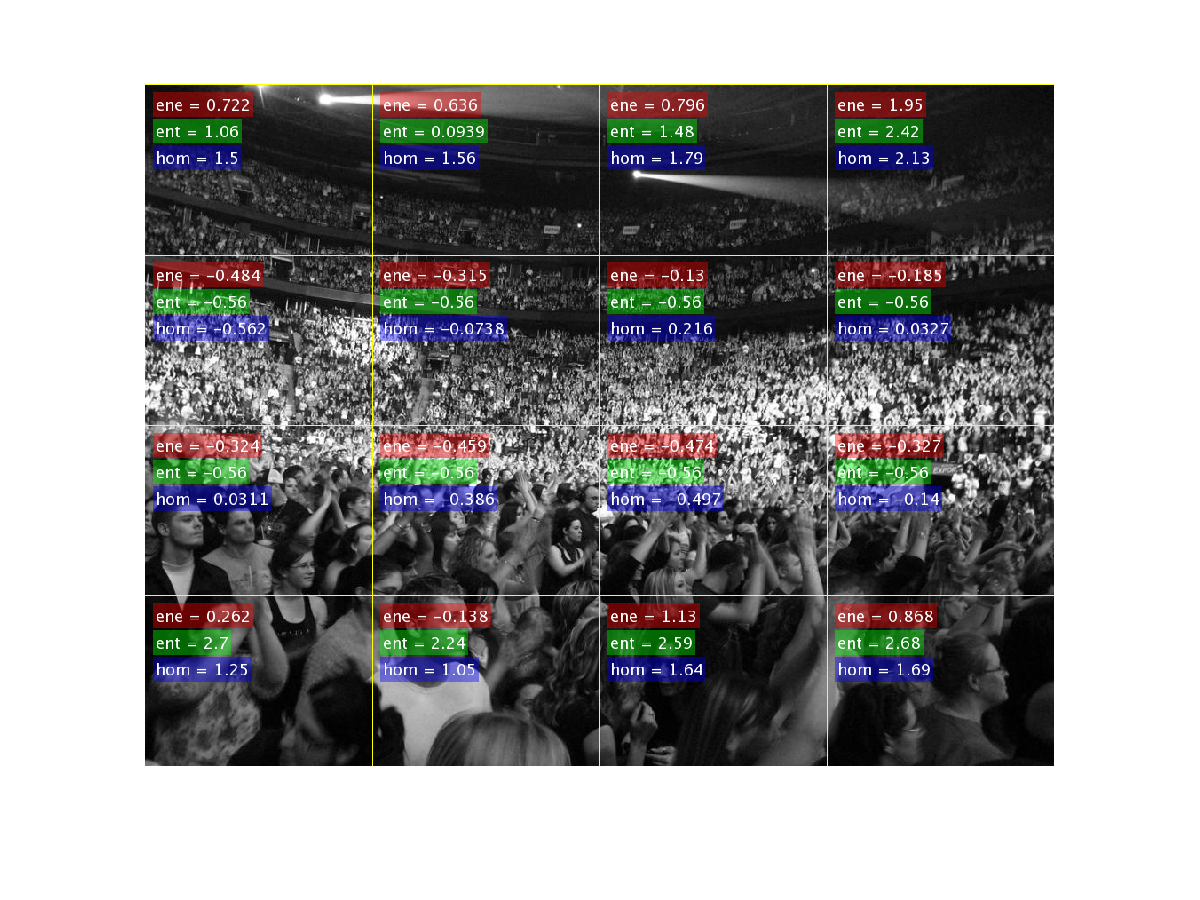 ene = 0.722
ent = 1.06
hom = 1.5
ene = 0.636
ent = 0.0939
hom = 1.56
ene = 0.796
ent = 1.48
hom = 1.79
ene = 1.95
ent = 2.42
hom = 2.13
ene = −0.484
ent = −0.56
hom = −0.562
ene = −0.315
ent = −0.56
hom = −0.0738
ene = −0.13
ent = −0.56
hom = 0.216
ene = −0.185
ent = −0.56
hom = 0.0327
ene = −0.324
ent = −0.56
hom = 0.0311
ene = −0.459
ent = −0.56
hom = −0.386
ene = −0.474
ent = −0.56
hom = −0.497
ene = −0.327
ent = −0.56
hom = −0.14
ene = 0.262
ent = 2.7
hom = 1.25
ene = −0.138
ent = 2.24
hom = 1.05
ene = 1.13
ent = 2.59
hom = 1.64
ene = 0.868
ent = 2.68
hom = 1.69